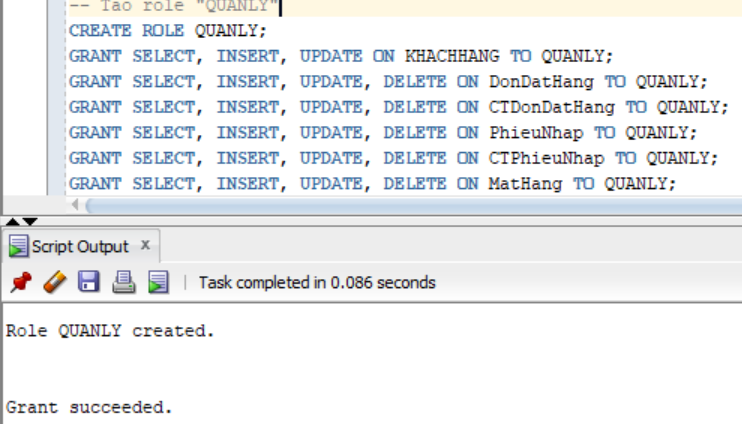 -- Tao role "QUANLY"
CREATE ROLE QUANLY;
GRANT SELECT, INSERT, UPDATE ON KHACHHANG TO QUANLY;
GRANT SELECT, INSERT, UPDATE, DELETE ON DonDatHang TO QUANLY;
GRANT SELECT, INSERT, UPDATE, DELETE ON CTDonDatHang TO QUANLY;
GRANT SELECT, INSERT, UPDATE, DELETE ON PhieuNhap TO QUANLY;
GRANT SELECT, INSERT, UPDATE, DELETE ON CTPhieuNhap TO QUANLY;
GRANT SELECT, INSERT, UPDATE, DELETE ON MatHang TO QUANLY;
Script Output x
Task completed in 0.086 seconds
Role QUANLY created.
Grant succeeded.